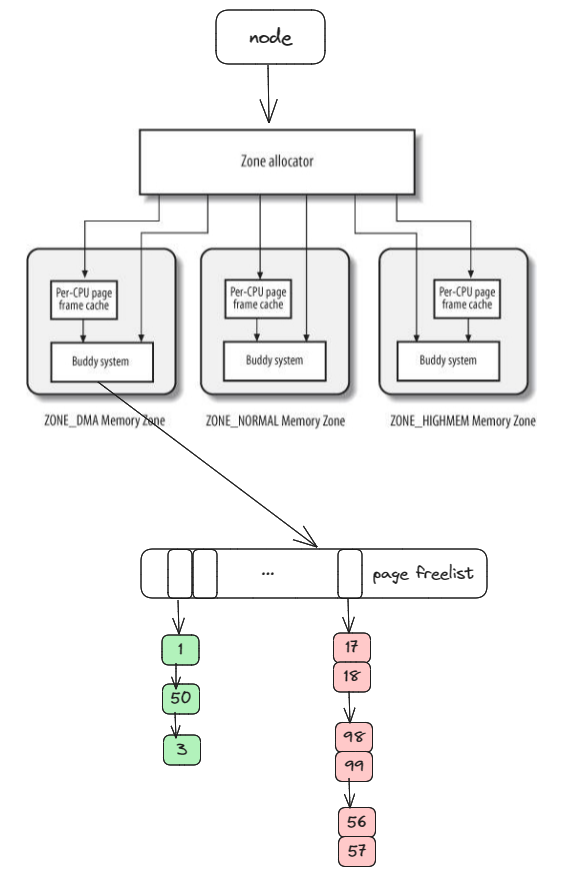 node
Zone allocator
Per-CPU page
frame cache
Buddy system
Per-CPU page
frame cache
Buddy system
Per-CPU page
frame cache
Buddy system
ZONE_DMA Memory Zone
ZONE_NORMAL Memory Zone
ZONE_HIGHMEM Memory Zone
... page freelist
1
50
3
17
18
98
99
56
57